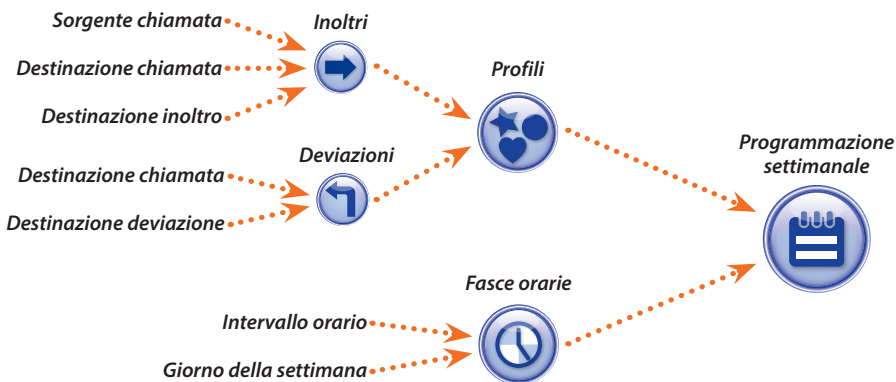 Sorgente chiamata
Destinazione chiamata
Destinazione inoltro
Inoltri
Destinazione chiamata
Destinazione deviazione
Deviazioni
Profili
Intervallo orario
Giorno della settimana
Fasce orarie
Programmazione
settimanale